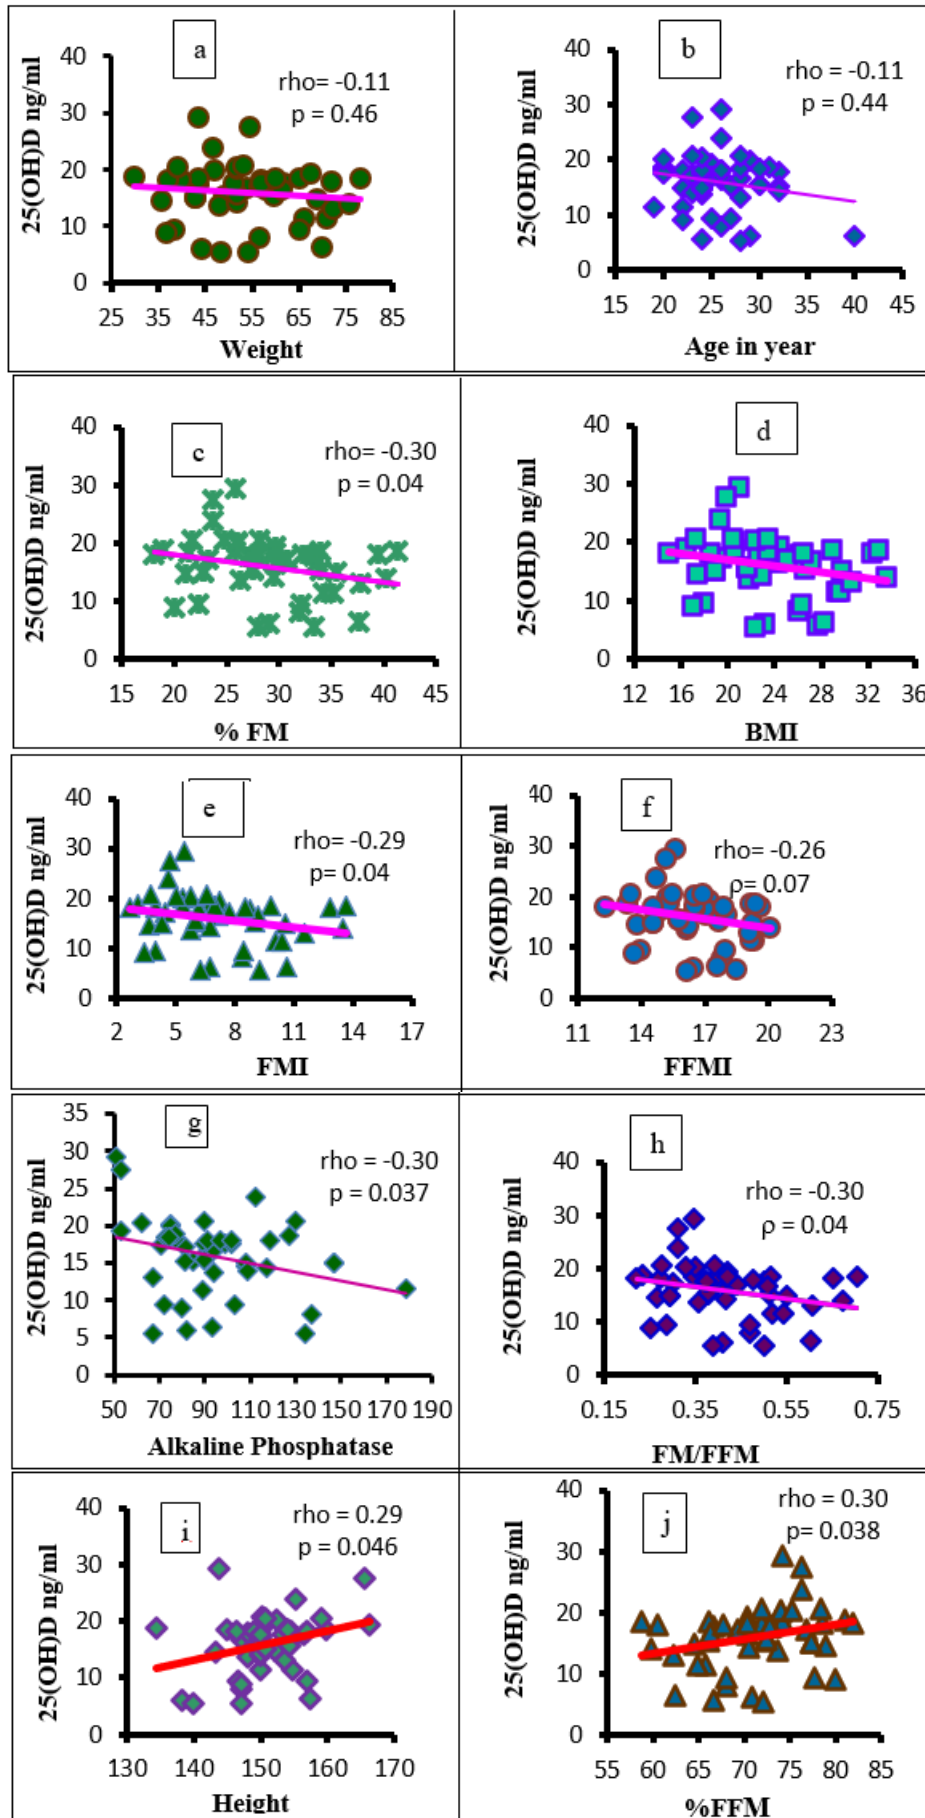 a
rho= -0.11
p = 0.46
25(OH)D ng/ml
40
30
20
10
0
25 35 45 55 65 75 85
Weight
b
rho = -0.11
p = 0.44
25(OH)D ng/ml
40
30
20
10
0
15 20 25 30 35 40 45
Age in year
c
rho= -0.30
p = 0.04
25(OH)D ng/ml
40
30
20
10
0
15 20 25 30 35 40 45
% FM
d
25(OH)D ng/ml
40
30
20
10
0
12 16 20 24 28 32 36
BMI
e
rho= -0.29
p= 0.04
25(OH)D ng/ml
40
30
20
10
0
2 5 8 11 14 17
FMI
f
rho= -0.26
ρ= 0.07
25(OH)D ng/ml
40
30
20
10
0
11 14 17 20 23
FFMI
g
rho = -0.30
p = 0.037
25(OH)D ng/ml
35
30
25
20
15
10
5
0
50 70 90 110 130 150 170 190
Alkaline Phosphatase
h
rho = -0.30
ρ = 0.04
25(OH)D ng/ml
40
30
20
10
0
0.15 0.35 0.55 0.75
FM/FFM
i
rho = 0.29
p = 0.046
25(OH)D ng/ml
40
30
20
10
0
130 140 150 160 170
Height
j
rho = 0.30
p= 0.038
25(OH)D ng/ml
40
30
20
10
0
55 60 65 70 75 80 85
%FFM